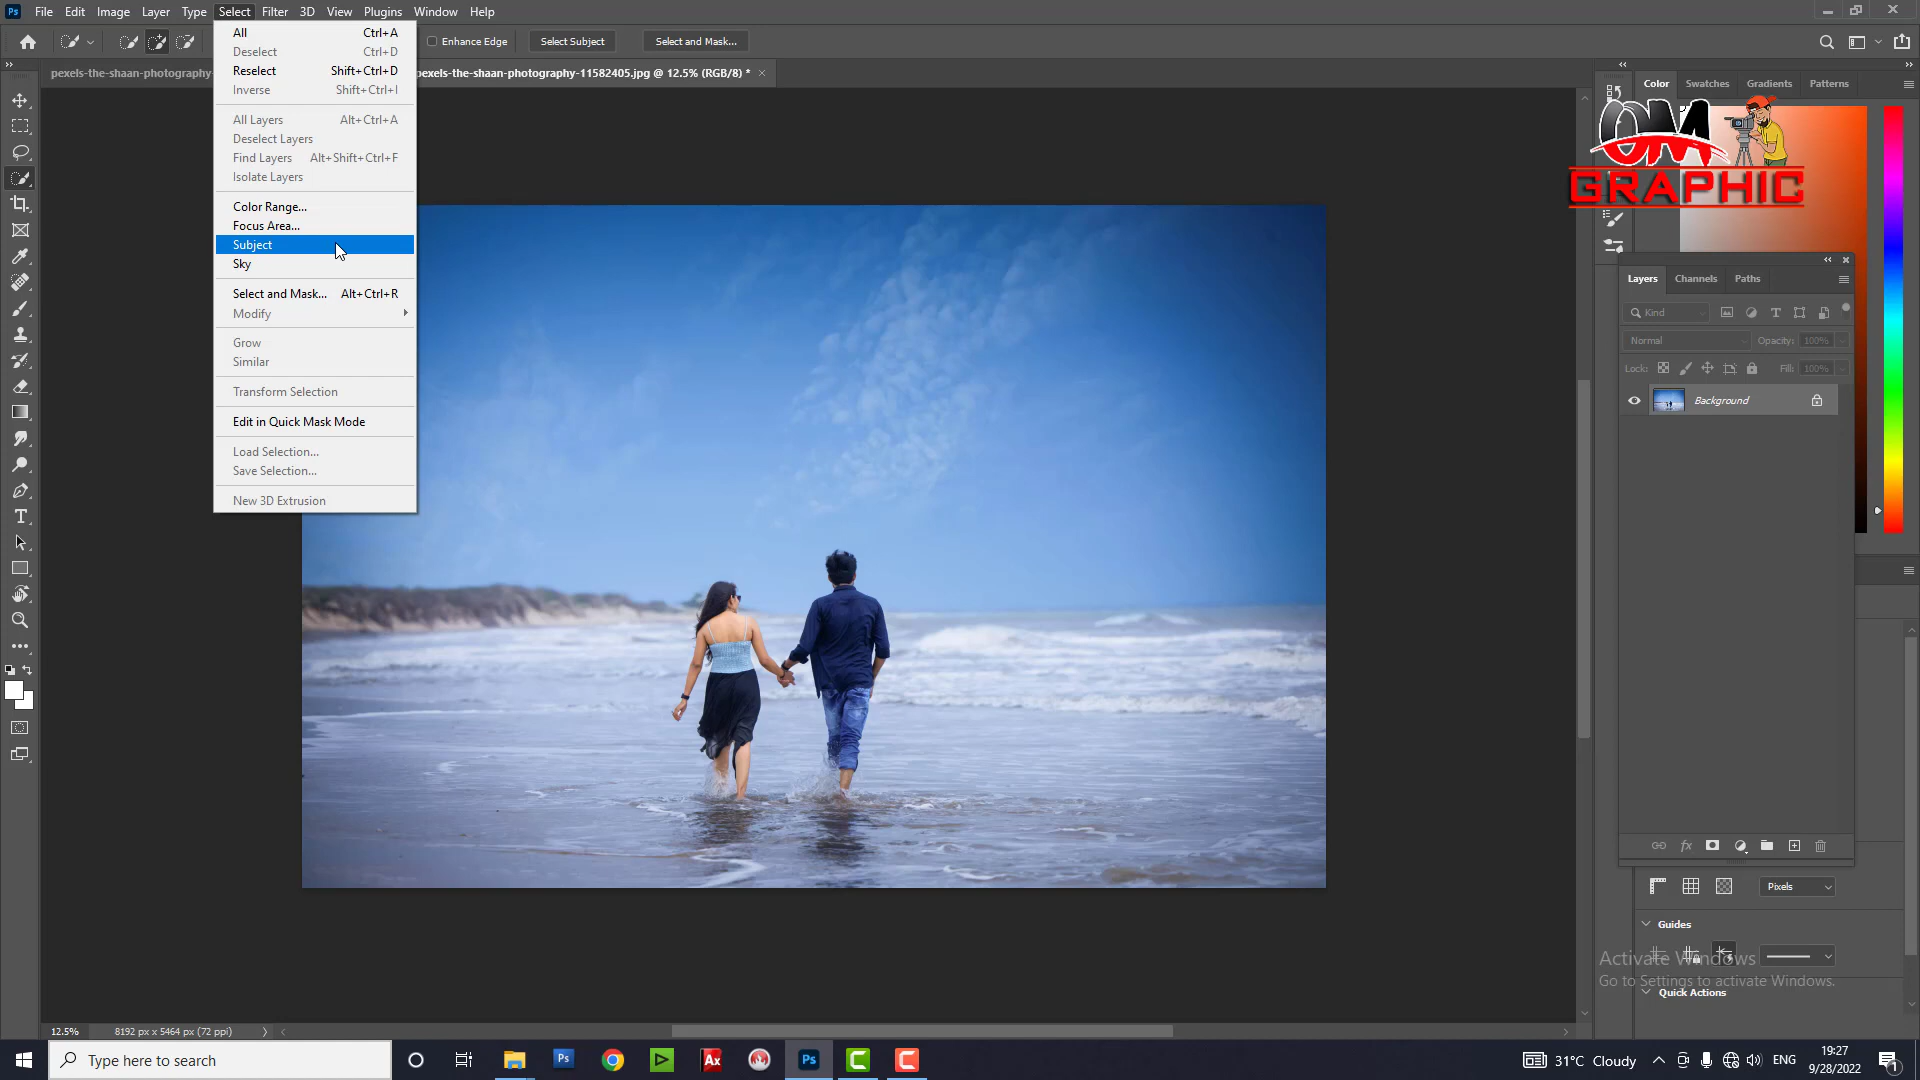 Ps File Edit Image Layer Type Select Filter 3D View Plugins Window Help
Enhance Edge Select Subject Select and Mask...
pexels-the-shaan-photography- pexels-the-shaan-photography-11582405.jpg @ 12.5% (RGB/8) *
All Ctrl+A
Deselect Ctrl+D
Reselect Shift+Ctrl+D
Inverse Shift+Ctrl+I
All Layers Alt+Ctrl+A
Deselect Layers
Find Layers Alt+Shift+Ctrl+F
Isolate Layers
Color Range...
Focus Area...
Subject
Sky
Select and Mask... Alt+Ctrl+R
Modify
Grow
Similar
Transform Selection
Edit in Quick Mask Mode
Load Selection...
Save Selection...
New 3D Extrusion
Color Swatches Gradients Patterns
OM
GRAPHIC
Layers Channels Paths
Kind
Normal Opacity: 100%
Lock: Fill: 100%
Background
fx
Pixels
Guides
Activate Windows
Go to Settings to activate Windows.
Quick Actions
12.5% 8192 px x 5464 px (72 ppi)
Type here to search
Ps
Ax
Ps
31°C Cloudy
ENG
19:27
9/28/2022
1